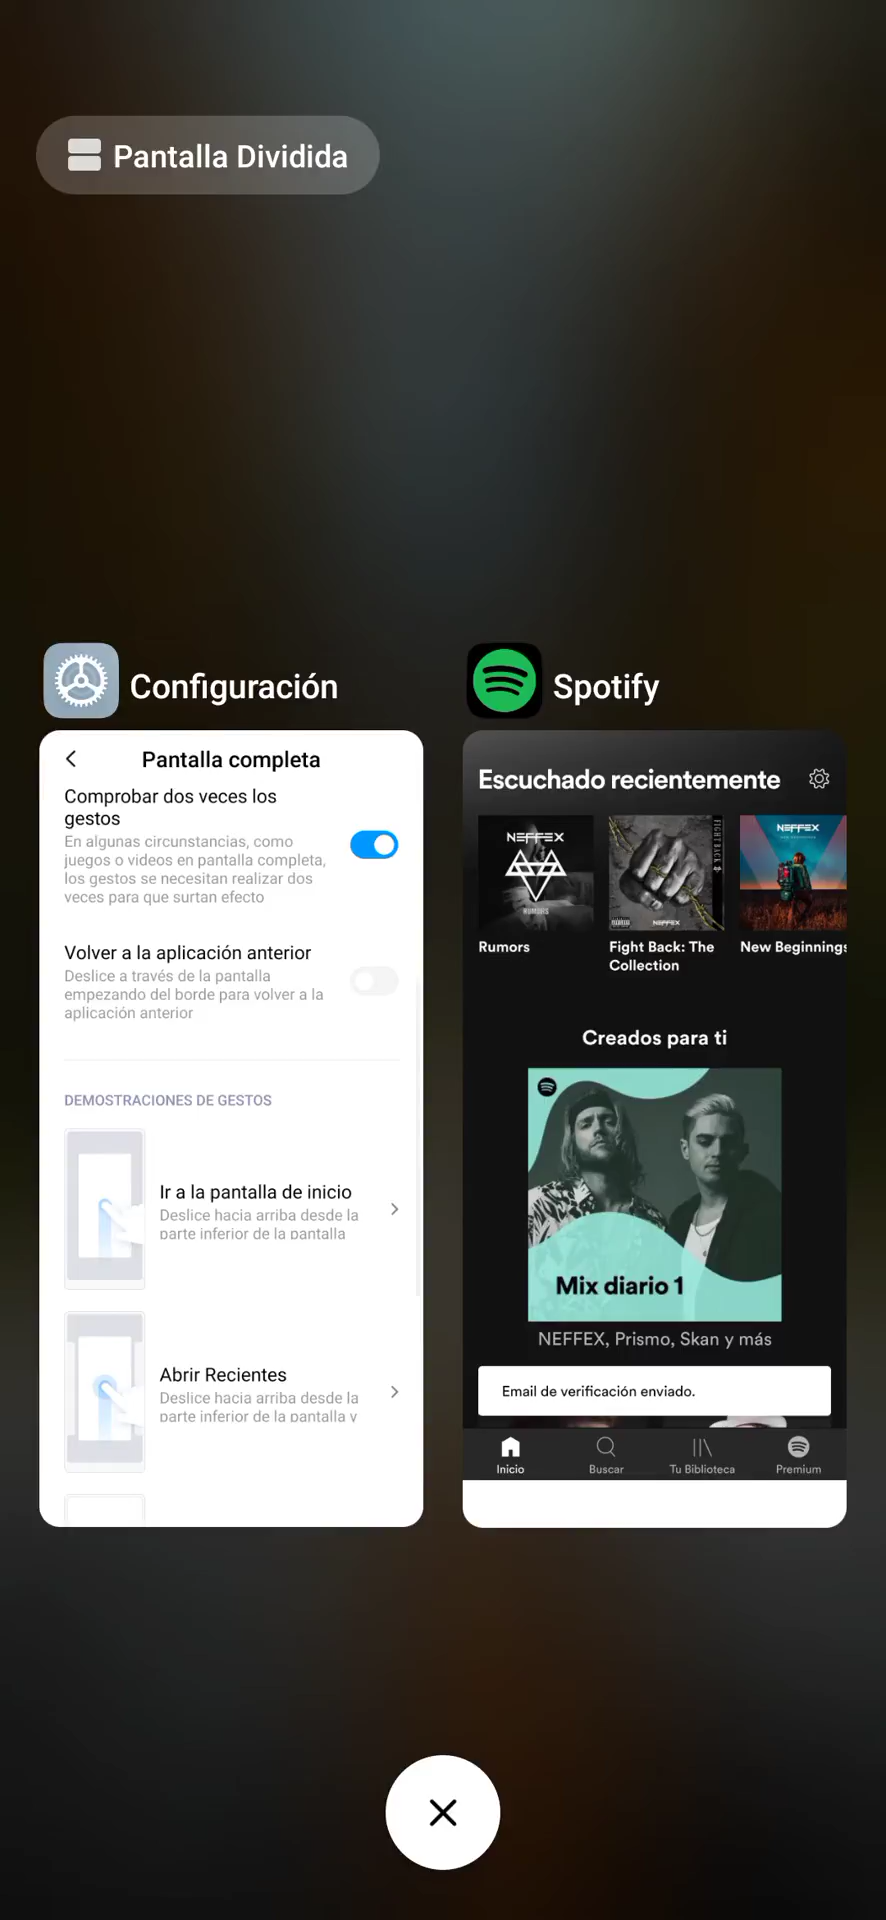 Pantalla Dividida
Configuración
Pantalla completa
Comprobar dos veces los
gestos
En algunas circunstancias, como
juegos o videos en pantalla completa,
los gestos se necesitan realizar dos
veces para que surtan efecto
Volver a la aplicación anterior
Deslice a través de la pantalla
empezando del borde para volver a la
aplicación anterior
DEMOSTRACIONES DE GESTOS
Ir a la pantalla de inicio
Deslice hacia arriba desde la
parte inferior de la pantalla
Abrir Recientes
Deslice hacia arriba desde la
parte inferior de la pantalla y
Spotify
Escuchado recientemente
NEFFEX
RUMORS
Rumors
FIGHT BACK
NEFFEX
Fight Back: The
Collection
NEFFEX
New Beginnings
Creados para ti
Mix diario 1
NEFFEX, Prismo, Skan y más
Email de verificación enviado.
Inicio
Buscar
Tu Biblioteca
Premium